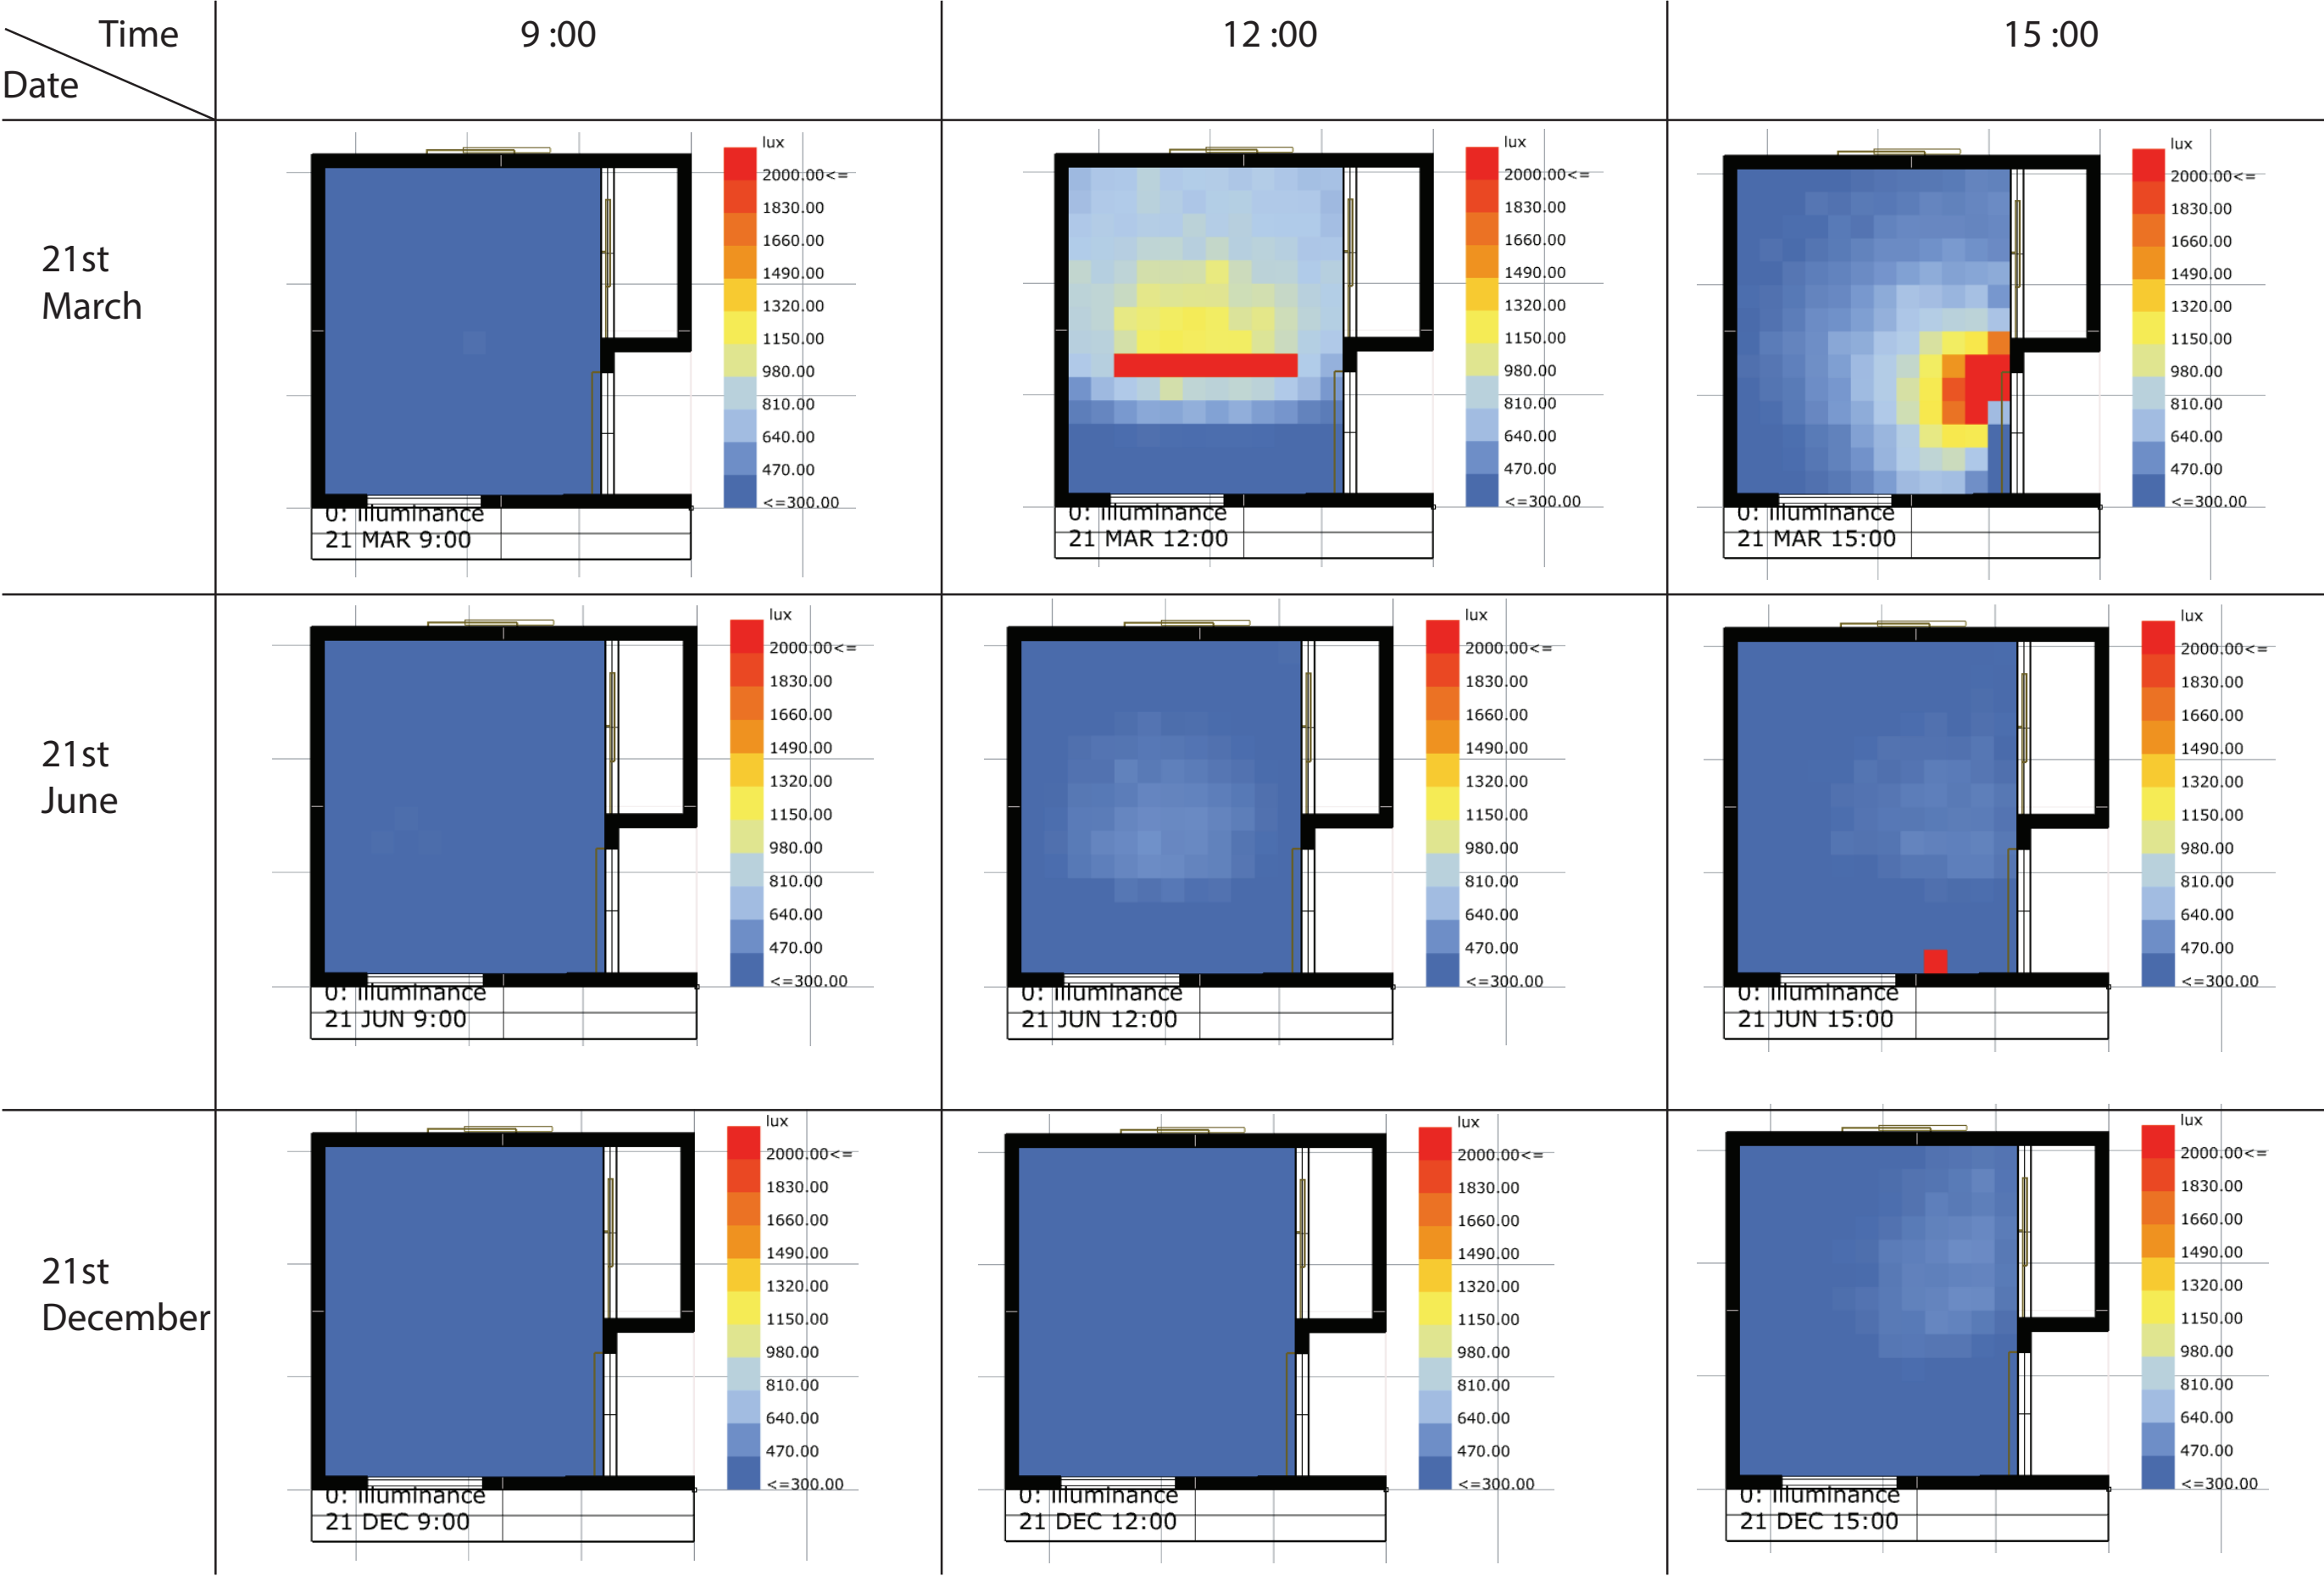 Time
Date
9 :00
12 :00
15 :00
21st
March
lux
2000.00<=
1830.00
1660.00
1490.00
1320.00
1150.00
980.00
810.00
640.00
470.00
<=300.00
0: Illuminance
21 MAR 9:00
lux
2000.00<=
1830.00
1660.00
1490.00
1320.00
1150.00
980.00
810.00
640.00
470.00
<=300.00
0: Illuminance
21 MAR 12:00
lux
2000.00<=
1830.00
1660.00
1490.00
1320.00
1150.00
980.00
810.00
640.00
470.00
<=300.00
0: Illuminance
21 MAR 15:00
21st
June
lux
2000.00<=
1830.00
1660.00
1490.00
1320.00
1150.00
980.00
810.00
640.00
470.00
<=300.00
0: Illuminance
21 JUN 9:00
lux
2000.00<=
1830.00
1660.00
1490.00
1320.00
1150.00
980.00
810.00
640.00
470.00
<=300.00
0: Illuminance
21 JUN 12:00
lux
2000.00<=
1830.00
1660.00
1490.00
1320.00
1150.00
980.00
810.00
640.00
470.00
<=300.00
0: Illuminance
21 JUN 15:00
21st
December
lux
2000.00<=
1830.00
1660.00
1490.00
1320.00
1150.00
980.00
810.00
640.00
470.00
<=300.00
0: Illuminance
21 DEC 9:00
lux
2000.00<=
1830.00
1660.00
1490.00
1320.00
1150.00
980.00
810.00
640.00
470.00
<=300.00
0: Illuminance
21 DEC 12:00
lux
2000.00<=
1830.00
1660.00
1490.00
1320.00
1150.00
980.00
810.00
640.00
470.00
<=300.00
0: Illuminance
21 DEC 15:00